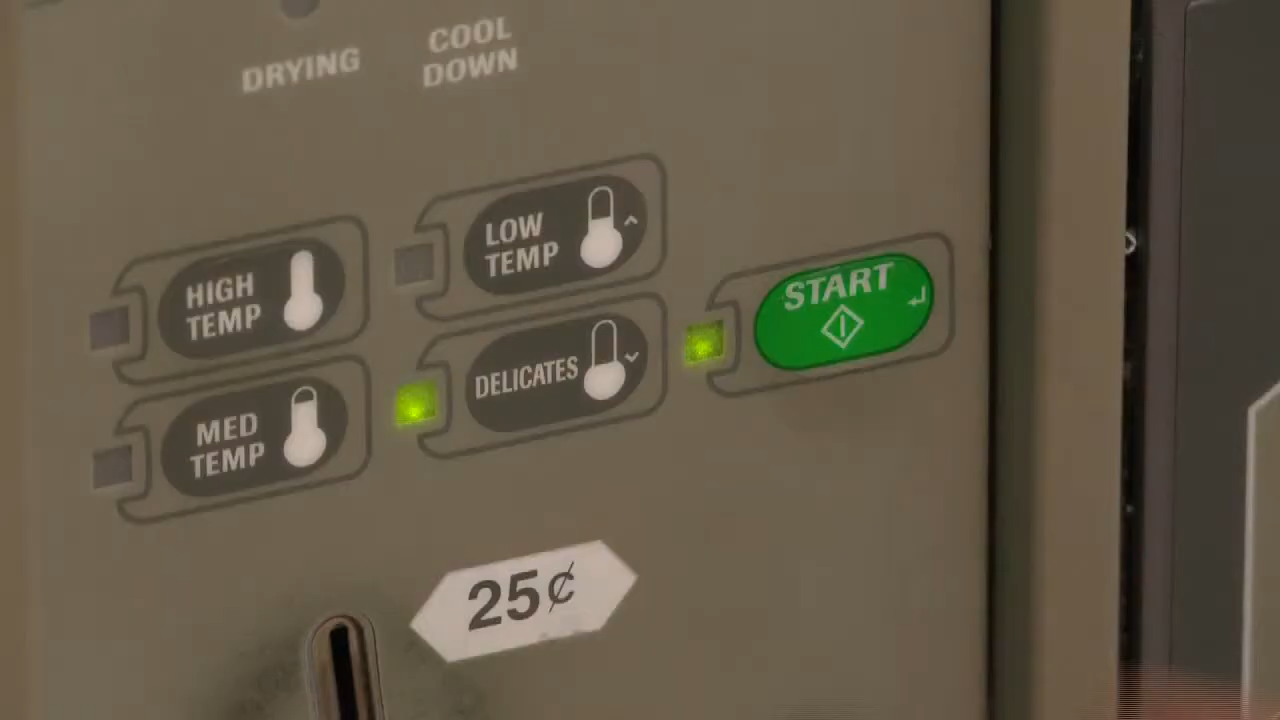 DRYING
COOL
DOWN
HIGH
TEMP
LOW
TEMP
START
MED
TEMP
DELICATES
25¢